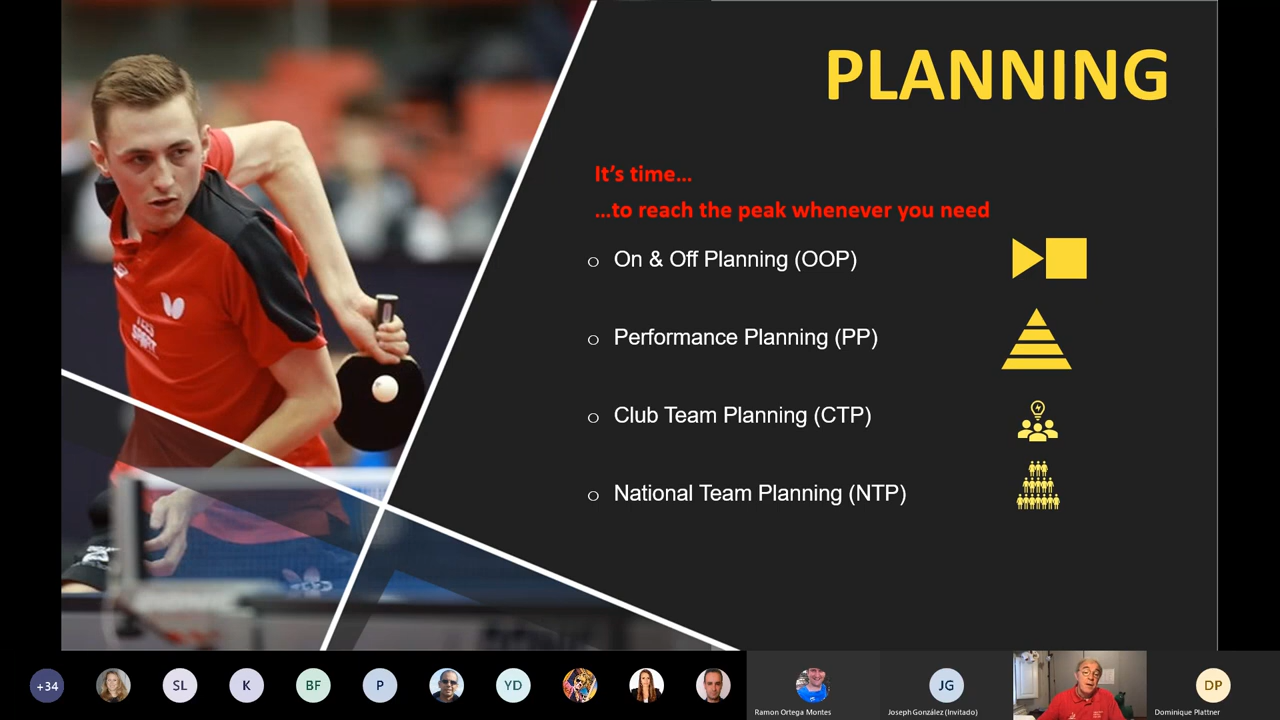 PLANNING
It's time...
...to reach the peak whenever you need
o On & Off Planning (OOP)
o Performance Planning (PP)
o Club Team Planning (CTP)
o National Team Planning (NTP)
+34
SL
K
BF
P
YD
JG
DP
Ramon Ortega Montes
Joseph González (Invitado)
Dominique Plattner